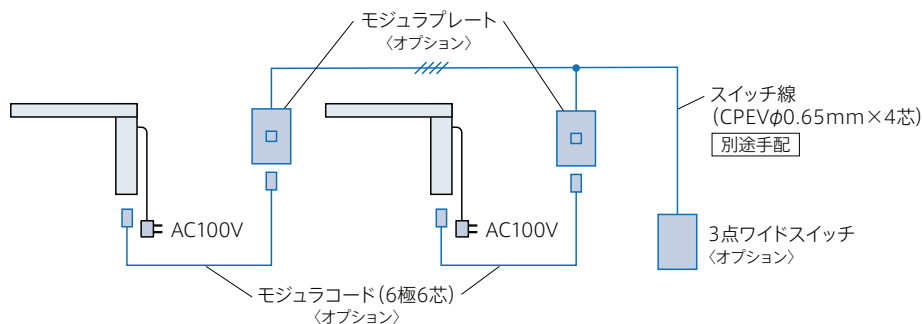 モジュラプレート
〈オプション〉
スイッチ線
(CPEVφ0.65mm×4芯)
別途手配
AC100V
AC100V
3点ワイドスイッチ
〈オプション〉
モジュラコード(6極6芯)
〈オプション〉